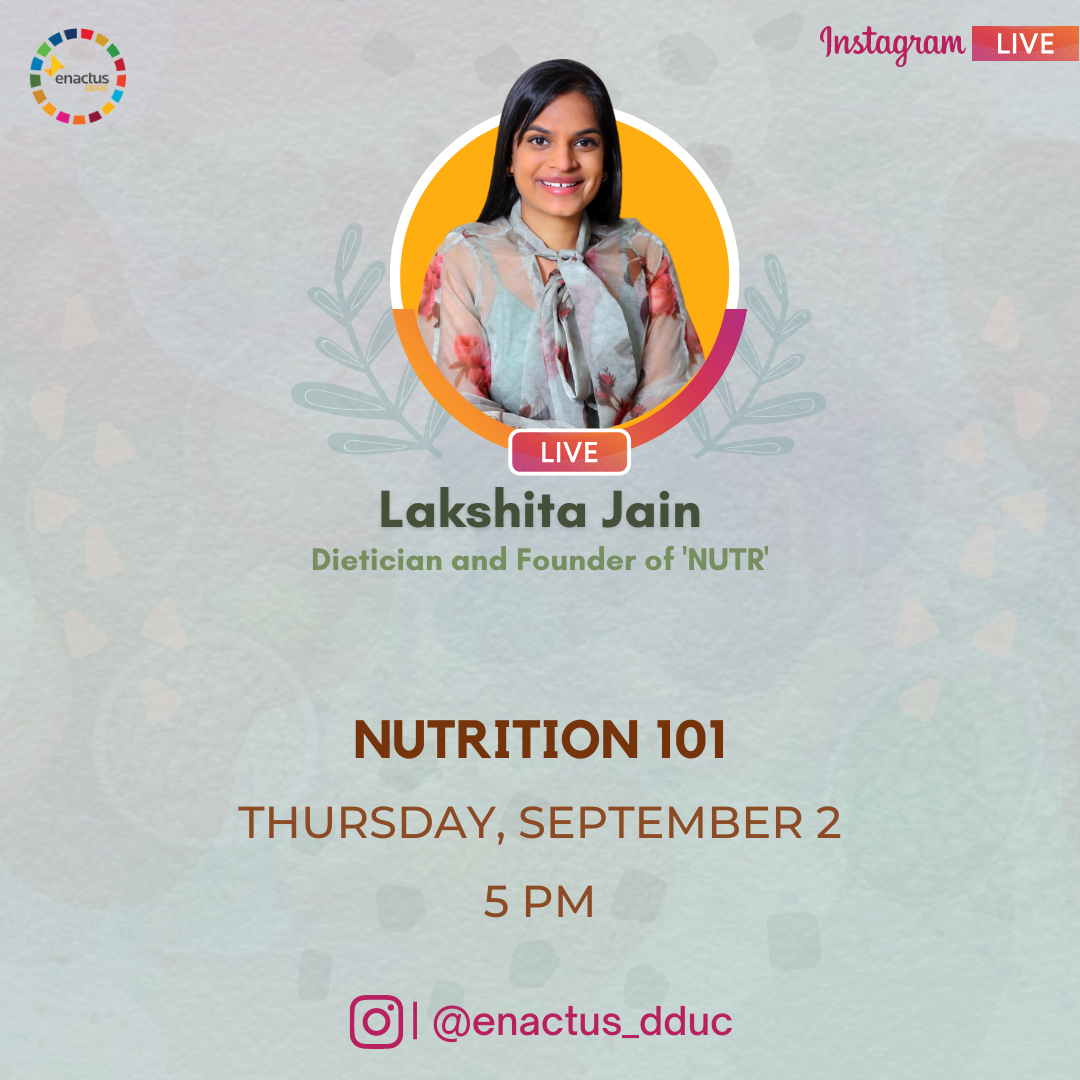 enactus
DDUC
Instagram LIVE
LIVE
Lakshita Jain
Dietician and Founder of 'NUTR'
NUTRITION 101
THURSDAY, SEPTEMBER 2
5 PM
| @enactus_dduc